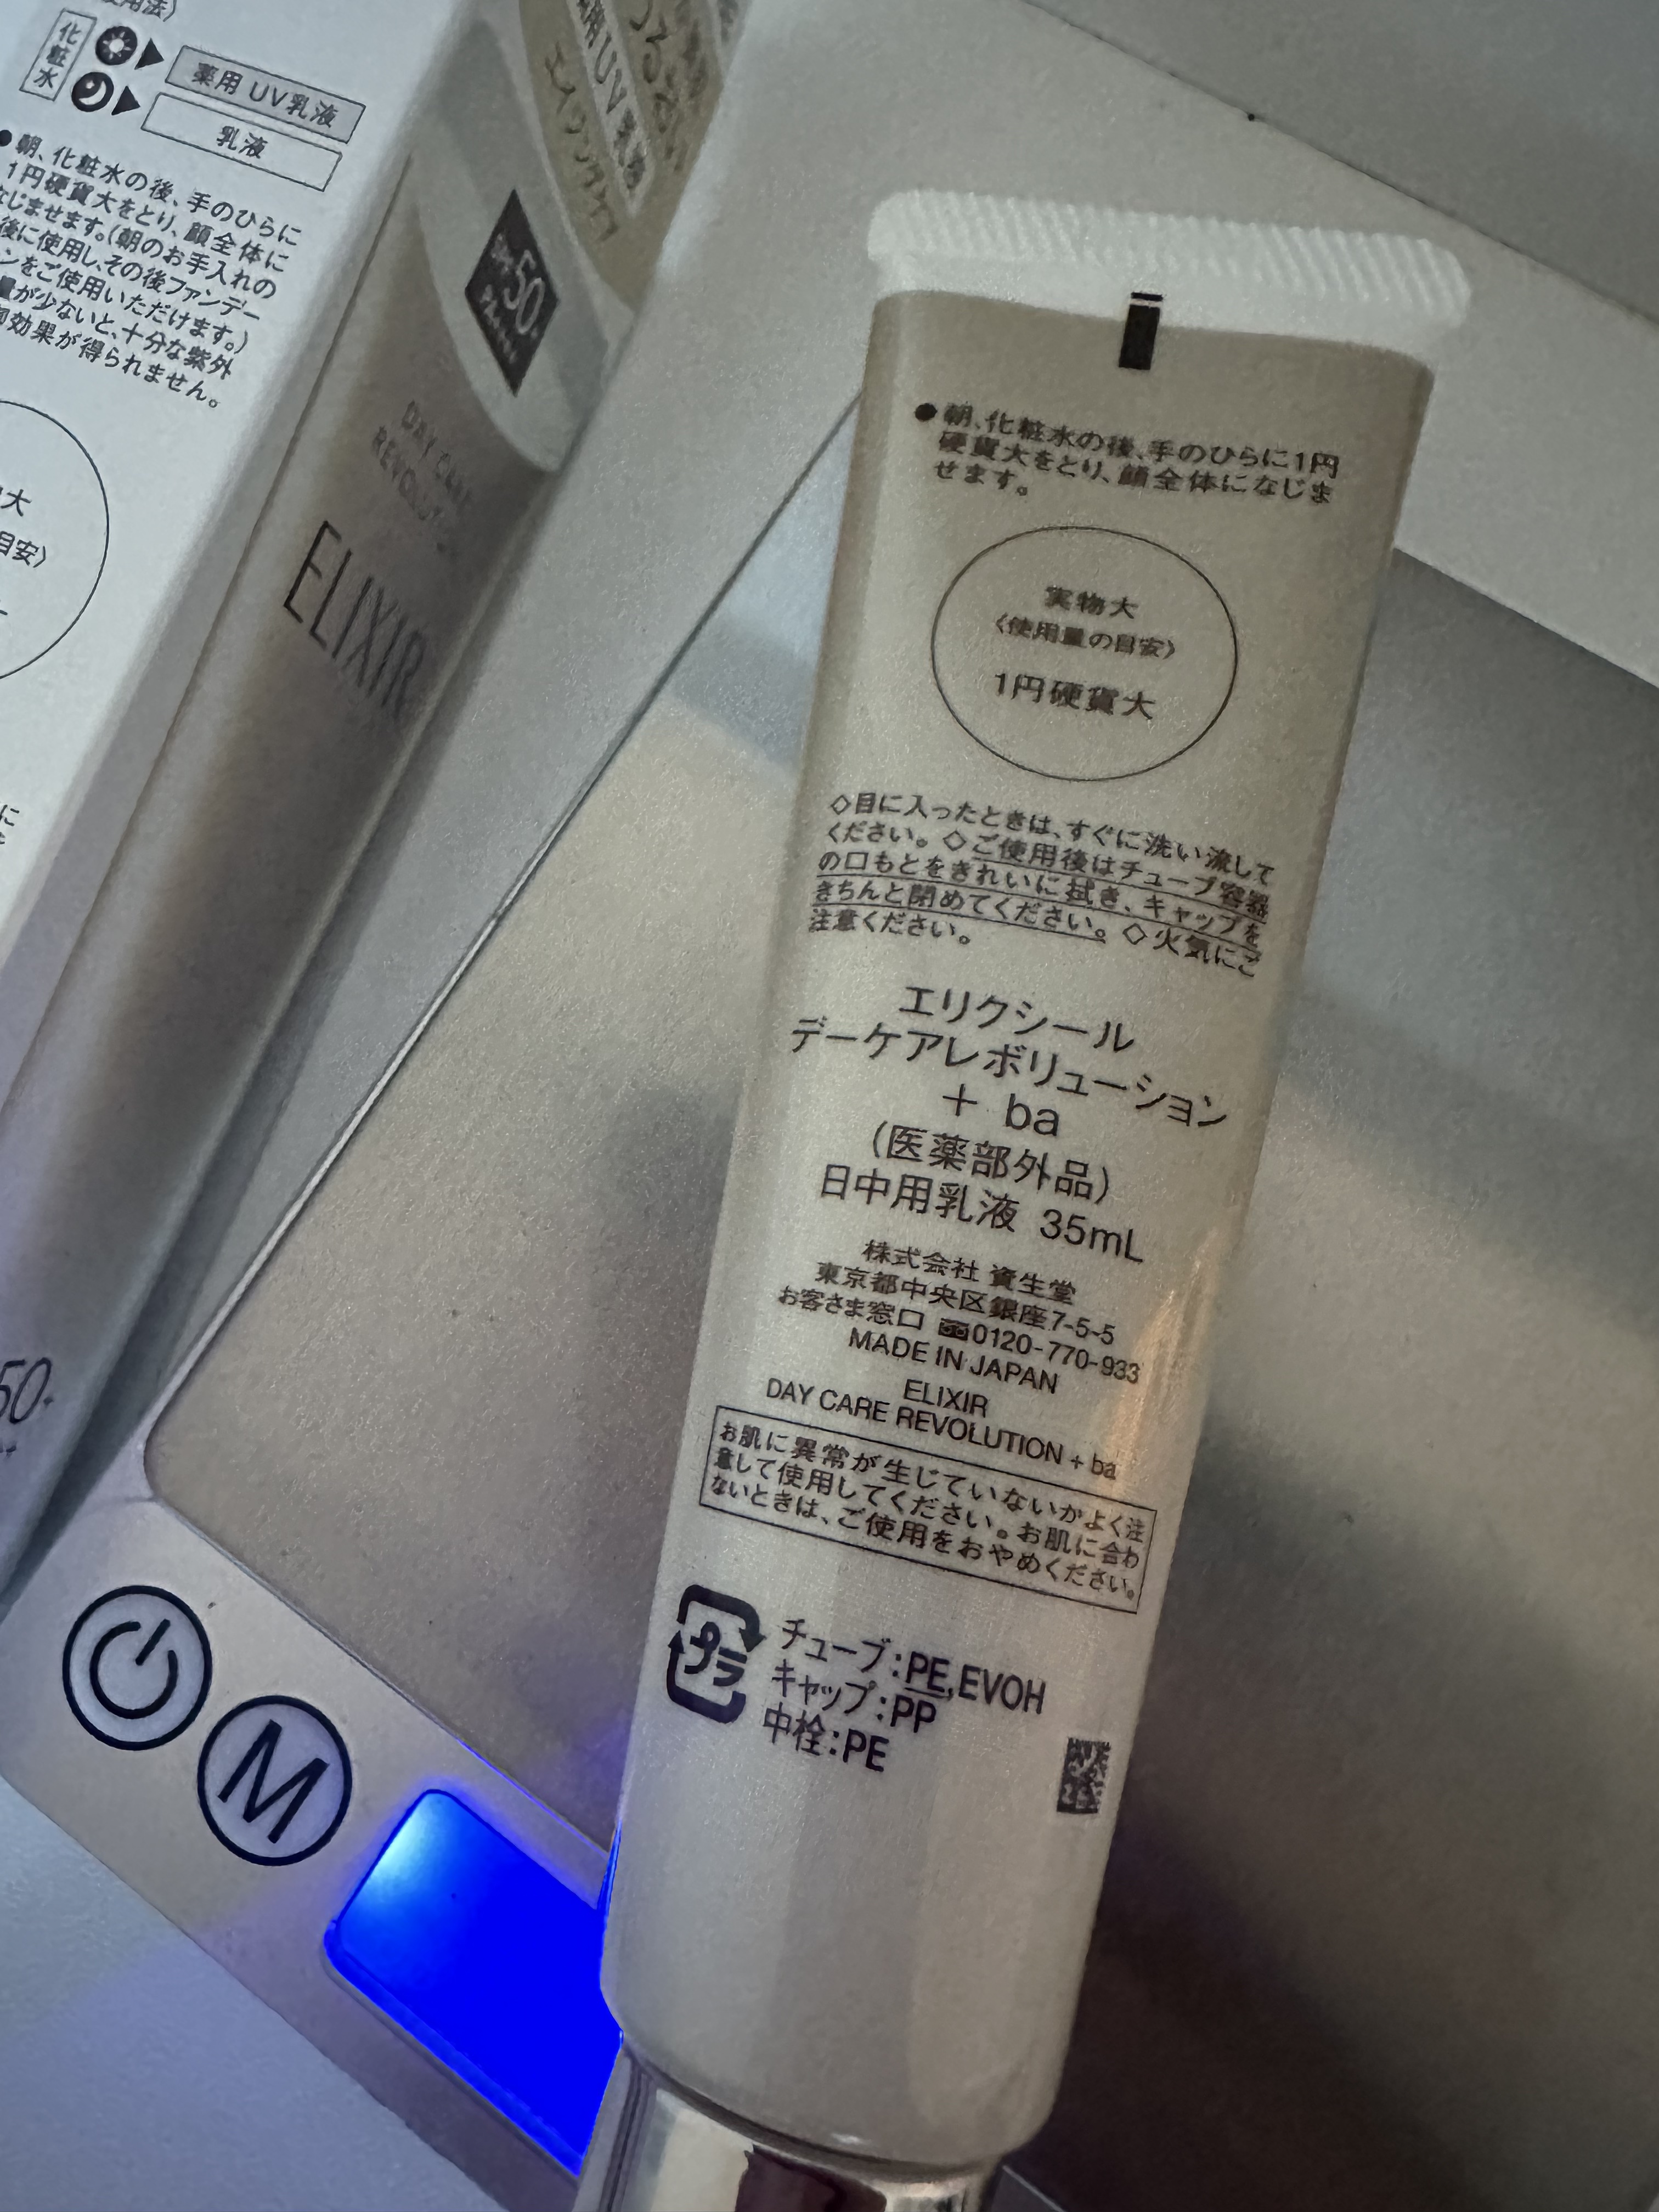 化粧水
薬用 UV乳液
乳液
●朝、化粧水の後、手のひらに
1円硬貨大をとり、顔全体に
なじませます。(朝のお手入れの
後に使用し、その後ファンデー
ンをご使用いただけます。)
量が少ないと、十分な紫外
効果が得られません。
大
目安〉
UV乳液
50+
DAY CARE
ELIXIR
50+
●朝、化粧水の後、手のひらに1円
硬貨大をとり、顔全体になじま
せます。
実物大
〈使用量の目安〉
1円硬貨大
◇目に入ったときは、すぐに洗い流して
ください。◇ご使用後はチューブ容器
の口もとをきれいに拭き、キャップを
きちんと閉めてください。◇火気にご
注意ください。
エリクシール
デーケアレボリューション
+ ba
(医薬部外品)
日中用乳液 35mL
株式会社 資生堂
東京都中央区銀座7-5-5
お客さま窓口 0120-770-933
MADE IN JAPAN
ELIXIR
DAY CARE REVOLUTION + ba
お肌に異常が生じていないかよく注
意して使用してください。お肌に合わ
ないときは、ご使用をおやめください。
プラ
チューブ:PE,EVOH
キャップ:PP
中栓:PE
M